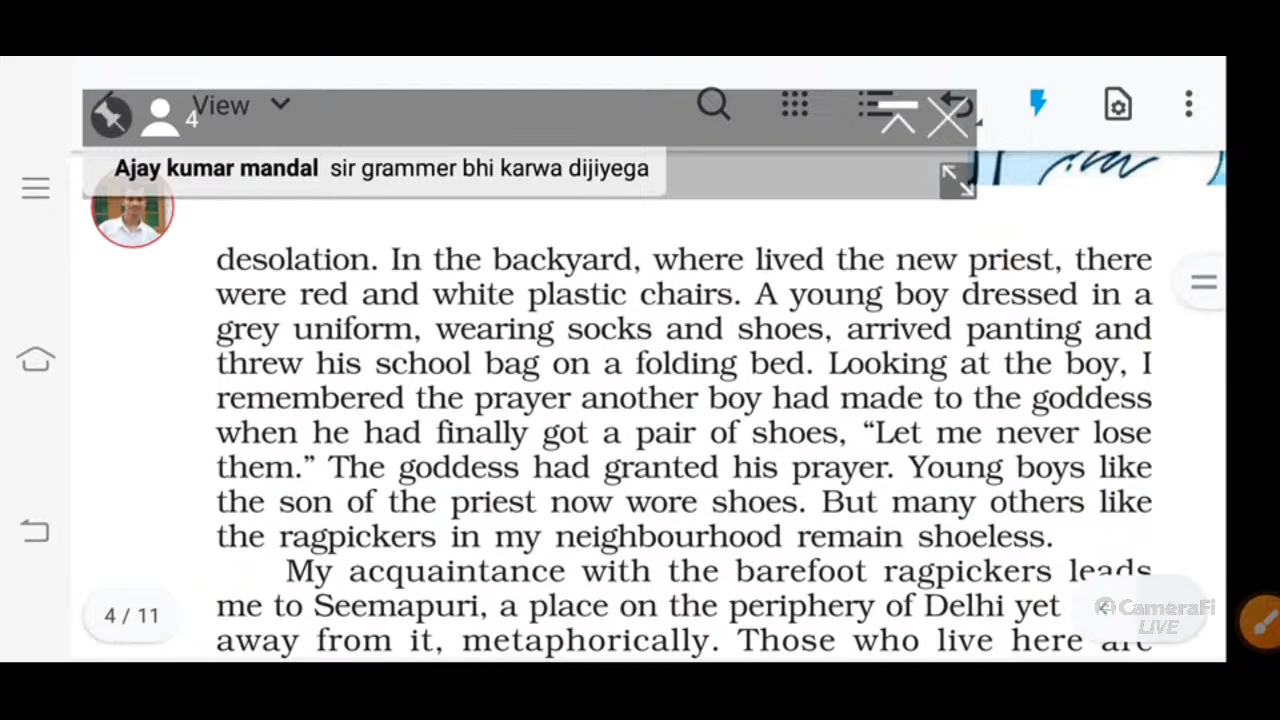 View
4
Ajay kumar mandal sir grammer bhi karwa dijiyega
desolation. In the backyard, where lived the new priest, there
were red and white plastic chairs. A young boy dressed in a
grey uniform, wearing socks and shoes, arrived panting and
threw his school bag on a folding bed. Looking at the boy, I
remembered the prayer another boy had made to the goddess
when he had finally got a pair of shoes, “Let me never lose
them.” The goddess had granted his prayer. Young boys like
the son of the priest now wore shoes. But many others like
the ragpickers in my neighbourhood remain shoeless.
My acquaintance with the barefoot ragpickers leads
me to Seemapuri, a place on the periphery of Delhi yet
away from it, metaphorically. Those who live here are
4 / 11
CameraFi
LIVE